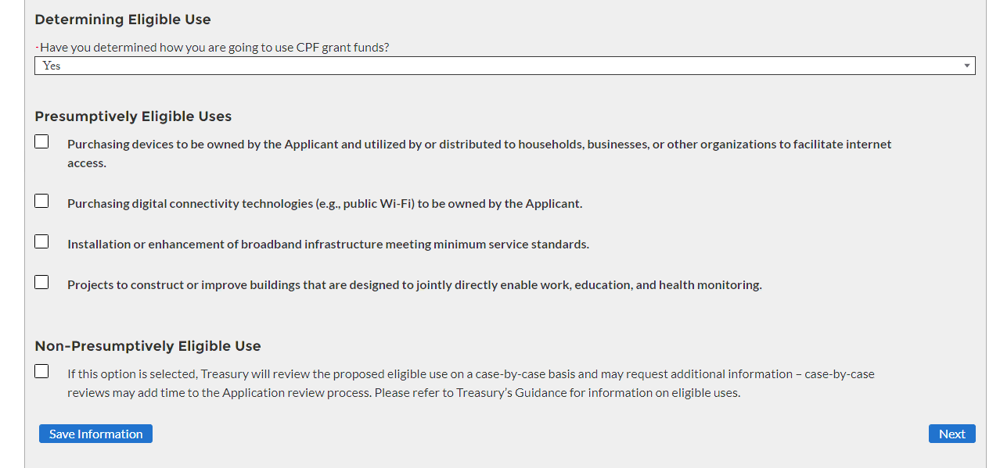 Determining Eligible Use
*Have you determined how you are going to use CPF grant funds?
Yes
Presumptively Eligible Uses
Purchasing devices to be owned by the Applicant and utilized by or distributed to households, businesses, or other organizations to facilitate internet
access.
Purchasing digital connectivity technologies (e.g., public Wi-Fi) to be owned by the Applicant.
Installation or enhancement of broadband infrastructure meeting minimum service standards.
Projects to construct or improve buildings that are designed to jointly directly enable work, education, and health monitoring.
Non-Presumptively Eligible Use
If this option is selected, Treasury will review the proposed eligible use on a case-by-case basis and may request additional information – case-by-case
reviews may add time to the Application review process. Please refer to Treasury’s Guidance for information on eligible uses.
Save Information
Next